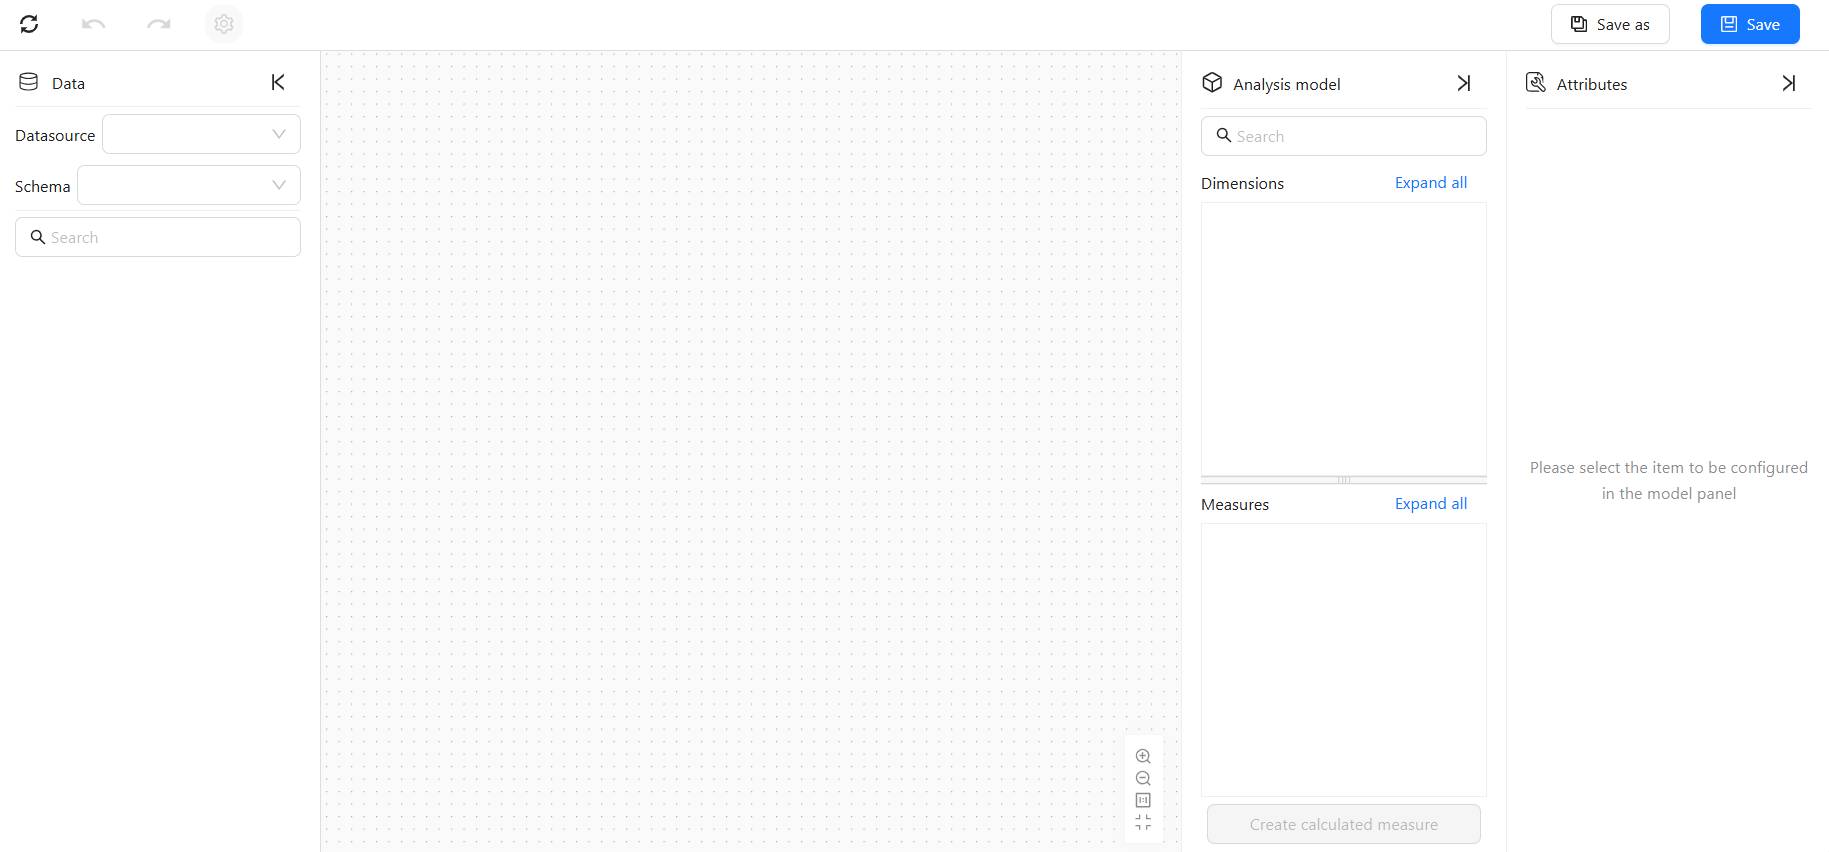 Save as
Save
Data
Datasource
Schema
Search
Analysis model
Search
Dimensions
Expand all
Measures
Expand all
Create calculated measure
Attributes
Please select the item to be configured
in the model panel